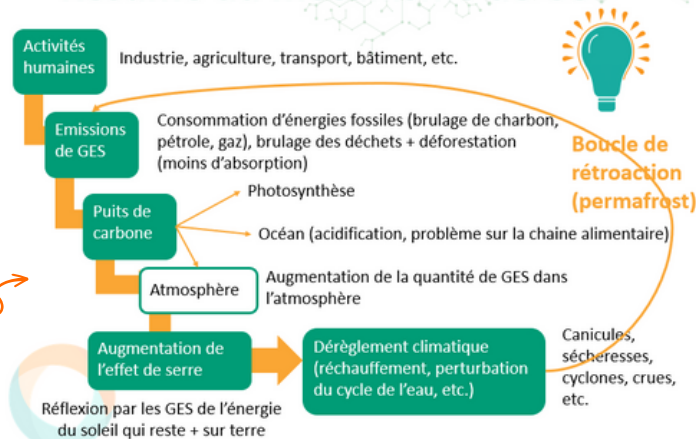 Activités
humaines
Industrie, agriculture, transport, bâtiment, etc.
Emissions
de GES
Consommation d'énergies fossiles (brulage de charbon,
pétrole, gaz), brulage des déchets + déforestation
(moins d'absorption)
Boucle de
rétroaction
(permafrost)
Puits de
carbone
Photosynthèse
Océan (acidification, problème sur la chaine alimentaire)
Atmosphère
Augmentation de la quantité de GES dans
l'atmosphère
Augmentation de
l'effet de serre
Dérèglement climatique
(réchauffement, perturbation
du cycle de l'eau, etc.)
Canicules,
sécheresses,
cyclones, crues,
etc.
Réflexion par les GES de l'énergie
du soleil qui reste + sur terre